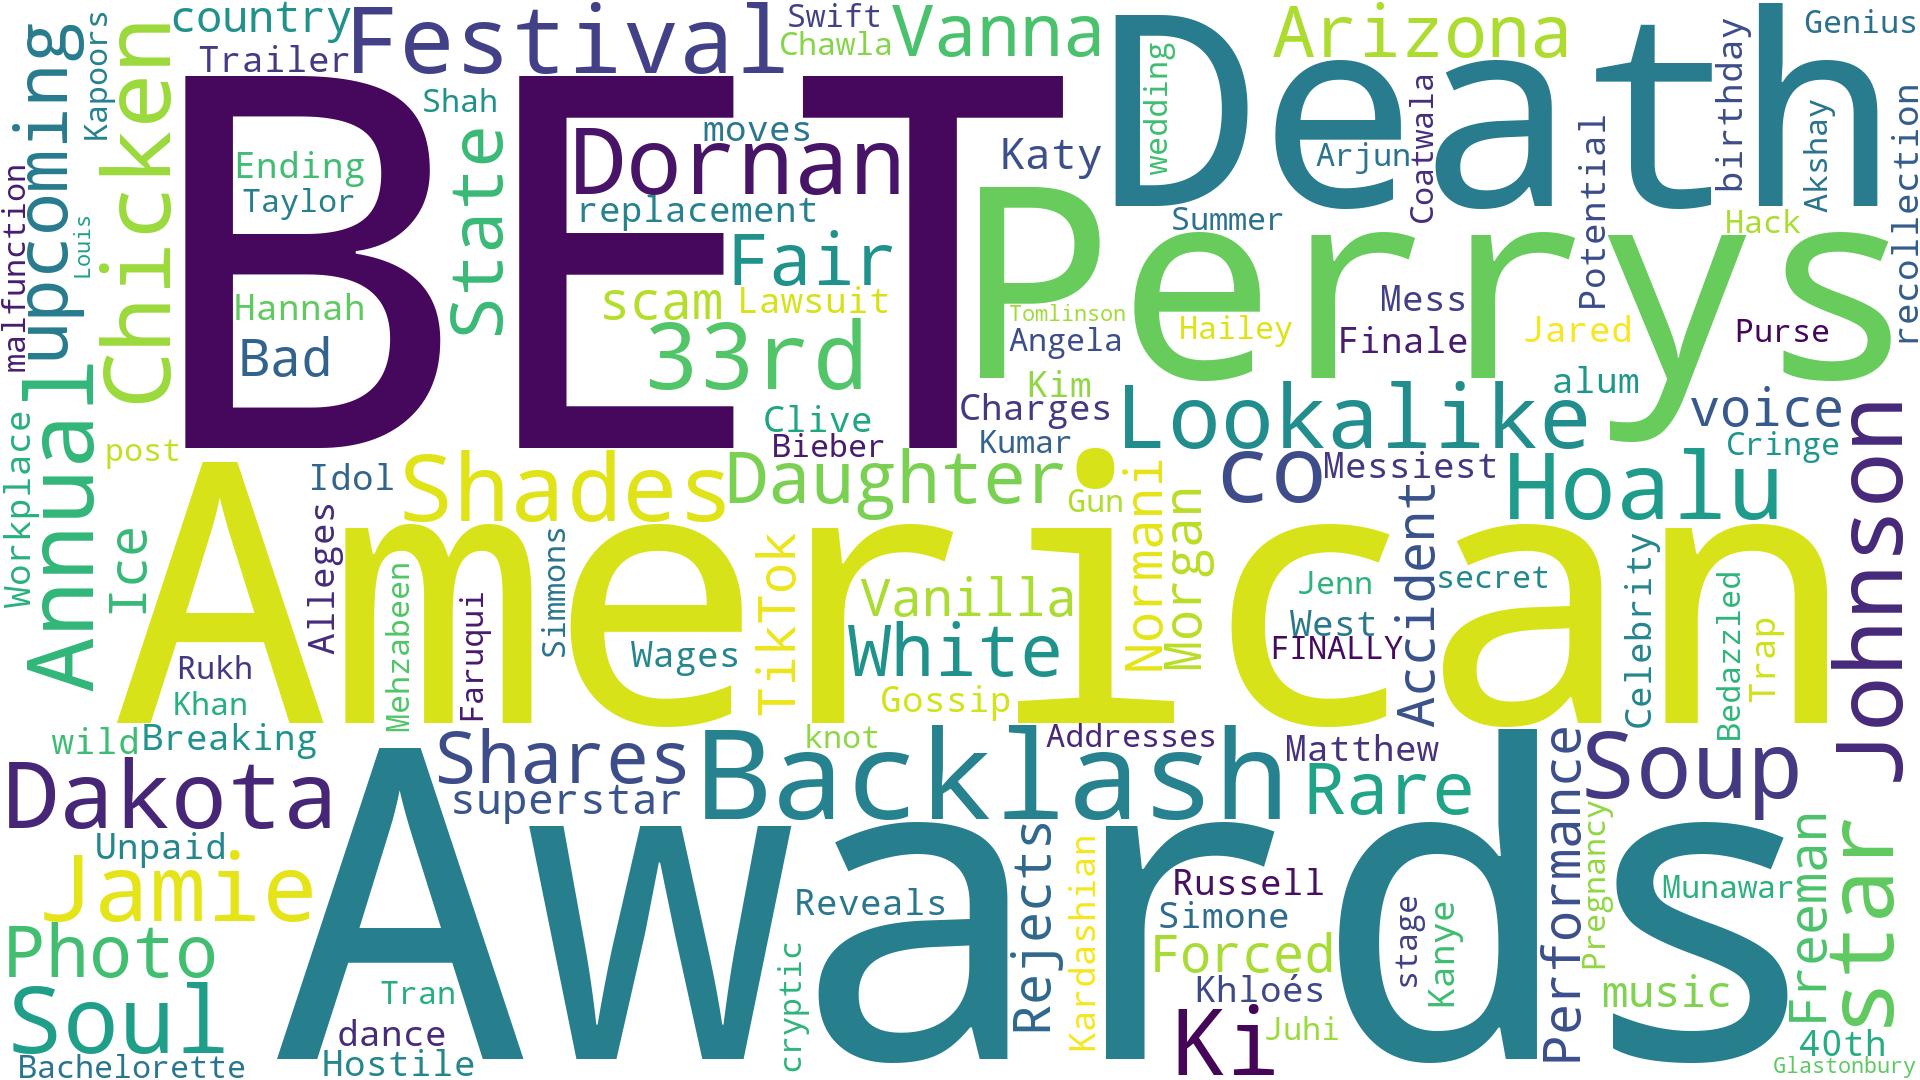 country
Festival
Swift
Chawla
Vanna
Arizona
Genius
Trailer
upcoming
Kapoors
Chicken
BET
Death
wedding
birthday
Shah
State
moves
Dornan
Katy
Arjun
Coatwala
Potential
Akshay
recollection
Ending
Taylor
replacement
Summer
Hack
malfunction
Louis
Fair
Perrys
Hannah
scam
Lawsuit
Tomlinson
Mess
Bad
33rd
Angela
Hailey
Finale
Jared
Purse
Annual
Kim
alum
Clive
Charges
Lookalike
voice
Johnson
post
Bieber
Kumar
Cringe
Workplace
Idol
Shades
Daughter
Gun
co
Messiest
Hoalu
Ice
American
Alleges
Mehzabeen
Faruqui
Simmons
TikTok
Vanilla
Normani
Morgan
Jenn
Accident
secret
Celebrity
Bedazzled
Trap
Wages
White
West
FINALLY
Rukh
Khan
Gossip
wild
Breaking
knot
Addresses
Matthew
Dakota
Shares
superstar
Backlash
Rare
Performance
Soup
Unpaid
Jamie
Awards
Reveals
Rejects
Kardashian
Russell
Simone
Pregnancy
Munawar
Freeman
star
Photo
Forced
stage
Kanye
Soul
Tran
cryptic
Khloés
music
dance
Ki
Juhi
40th
Bachelorette
Hostile
Glastonbury